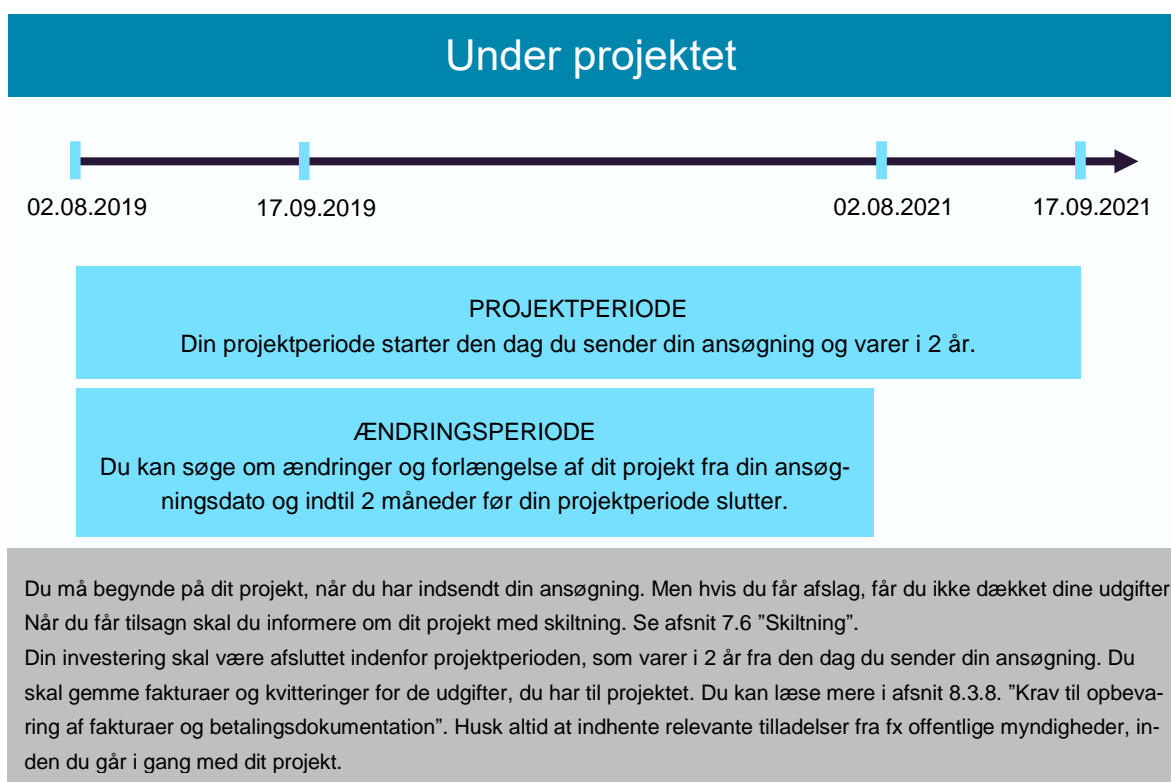 Under projektet
02.08.2019 17.09.2019 02.08.2021 17.09.2021
PROJEKTPERIODE
Din projektperiode starter den dag du sender din ansøgning og varer i 2 år.
ÆNDRINGSPERIODE
Du kan søge om ændringer og forlængelse af dit projekt fra din ansøg-
ningsdato og indtil 2 måneder før din projektperiode slutter.
Du må begynde på dit projekt, når du har indsendt din ansøgning. Men hvis du får afslag, får du ikke dækket dine udgifter
Når du får tilsagn skal du informere om dit projekt med skiltning. Se afsnit 7.6 ”Skiltning”.
Din investering skal være afsluttet indenfor projektperioden, som varer i 2 år fra den dag du sender din ansøgning. Du
skal gemme fakturaer og kvitteringer for de udgifter, du har til projektet. Du kan læse mere i afsnit 8.3.8. ”Krav til opbeva-
ring af fakturaer og betalingsdokumentation”. Husk altid at indhente relevante tilladelser fra fx offentlige myndigheder, in-
den du går i gang med dit projekt.